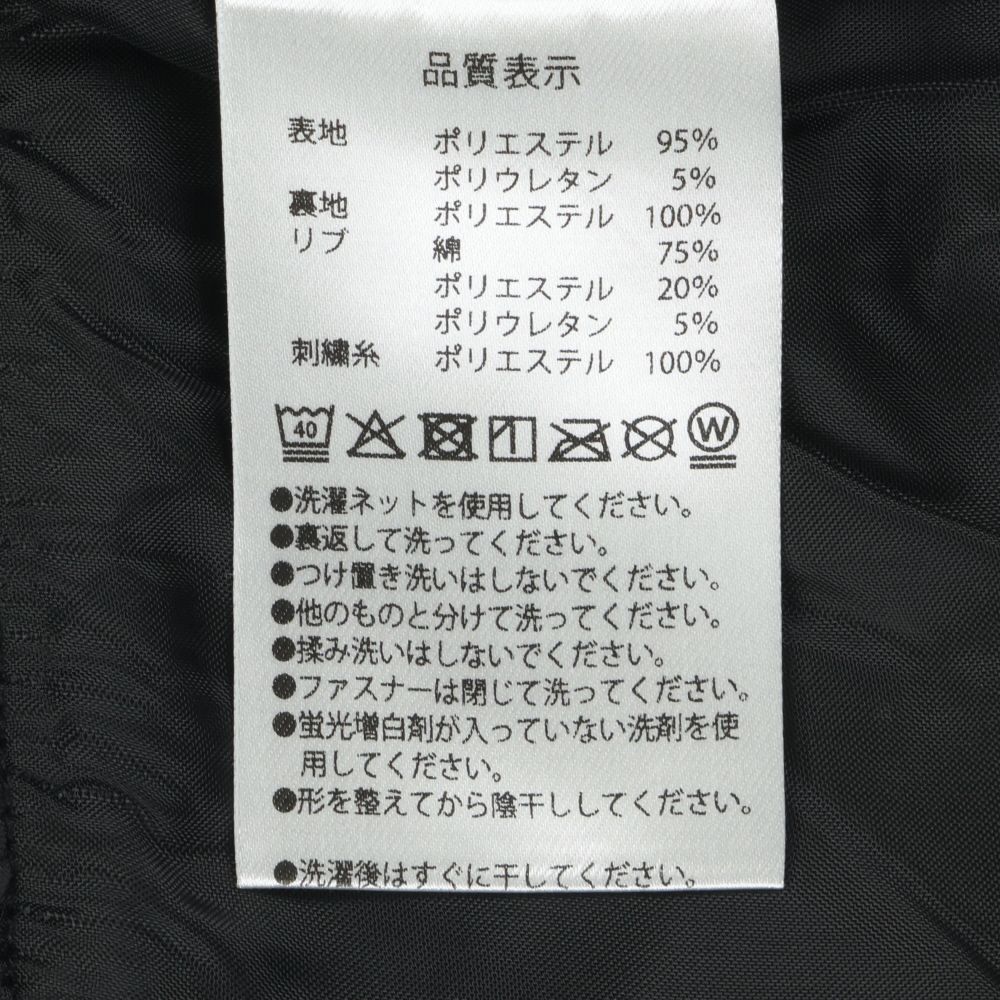 品質表示
表地 ポリエステル 95%
ポリウレタン 5%
裏地 ポリエステル 100%
リブ 綿 75%
ポリエステル 20%
ポリウレタン 5%
刺繍糸 ポリエステル 100%
40 W
●洗濯ネットを使用してください。
●裏返して洗ってください。
●つけ置き洗いはしないでください。
●他のものと分けて洗ってください。
●揉み洗いはしないでください。
●ファスナーは閉じて洗ってください。
●蛍光増白剤が入っていない洗剤を使
用してください。
●形を整えてから陰干ししてください。
●洗濯後はすぐに干してください。